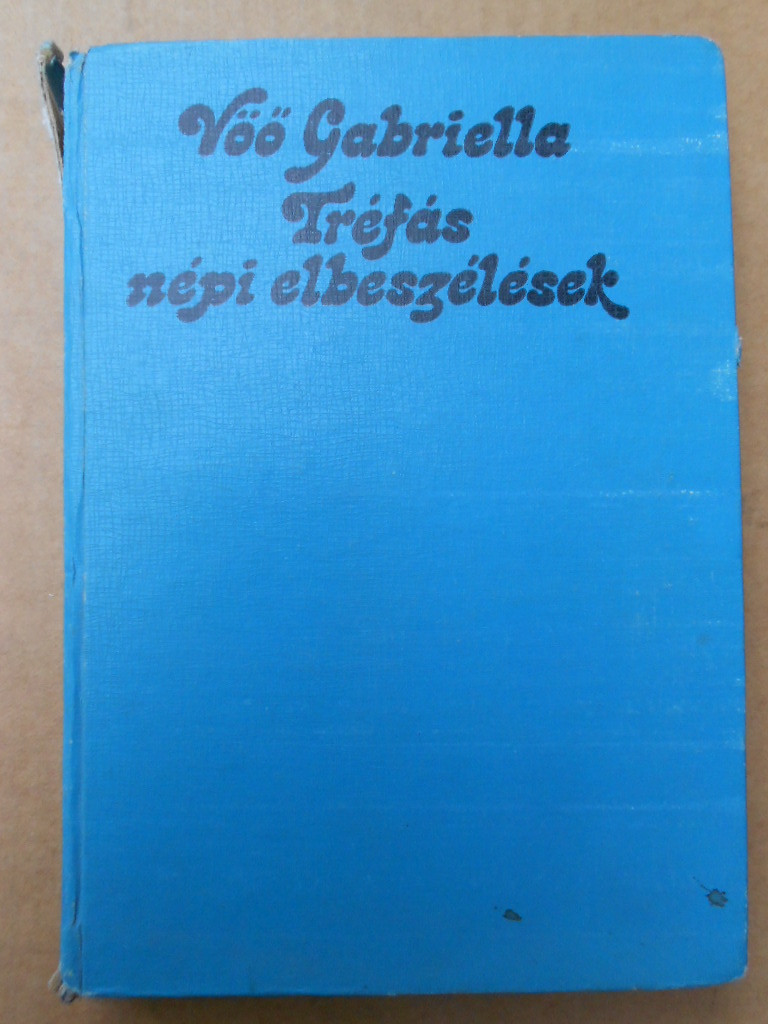 Vöő Gabriella
Tréfás
népi elbeszélések